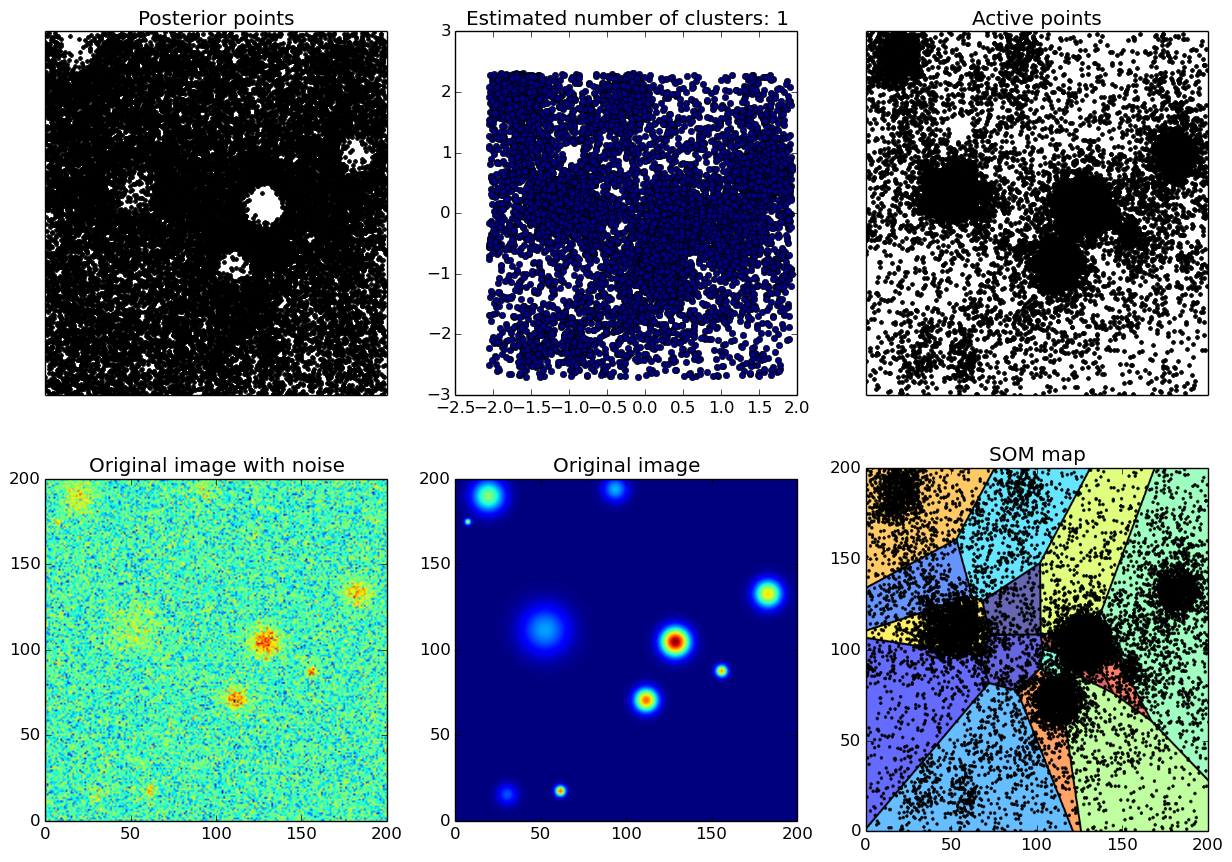 Posterior points
Estimated number of clusters: 1
Active points
3
2
1
0
−1
−2
−3
−2.5 −2.0 −1.5 −1.0 −0.5 0.0 0.5 1.0 1.5 2.0
Original image with noise
200
150
100
50
0
0 50 100 150 200
Original image
200
150
100
50
0
0 50 100 150 200
SOM map
200
150
100
50
0
0 50 100 150 200